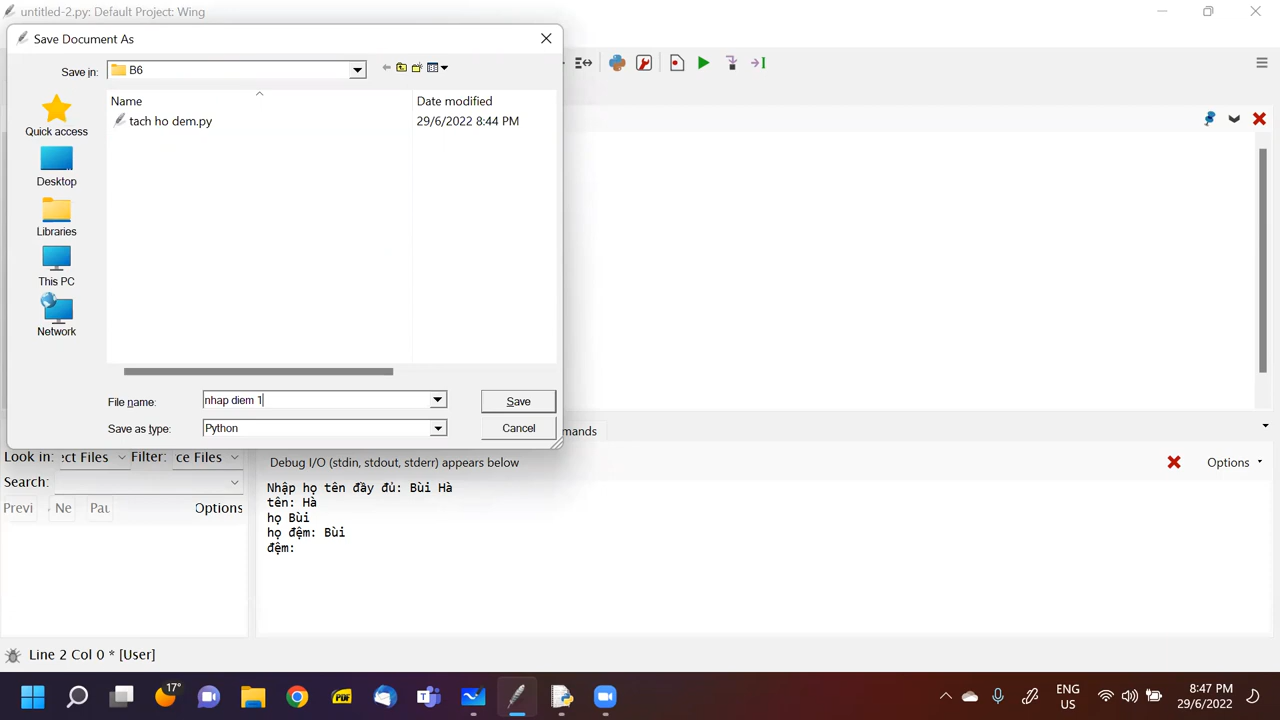 untitled-2.py: Default Project: Wing
Save Document As
Save in: B6
Name Date modified
tach ho dem.py 29/6/2022 8:44 PM
Quick access
Desktop
Libraries
This PC
Network
File name: nhap diem 1
Save
Save as type: Python
Cancel
mands
Look in: ect Files Filter: ce Files
Search:
Previ Ne Pau Options
Debug I/O (stdin, stdout, stderr) appears below
Options
Nhập họ tên đầy đủ: Bùi Hà
tên: Hà
họ Bùi
họ đệm: Bùi
đệm:
Line 2 Col 0 * [User]
17°
PDF
ENG
US
8:47 PM
29/6/2022